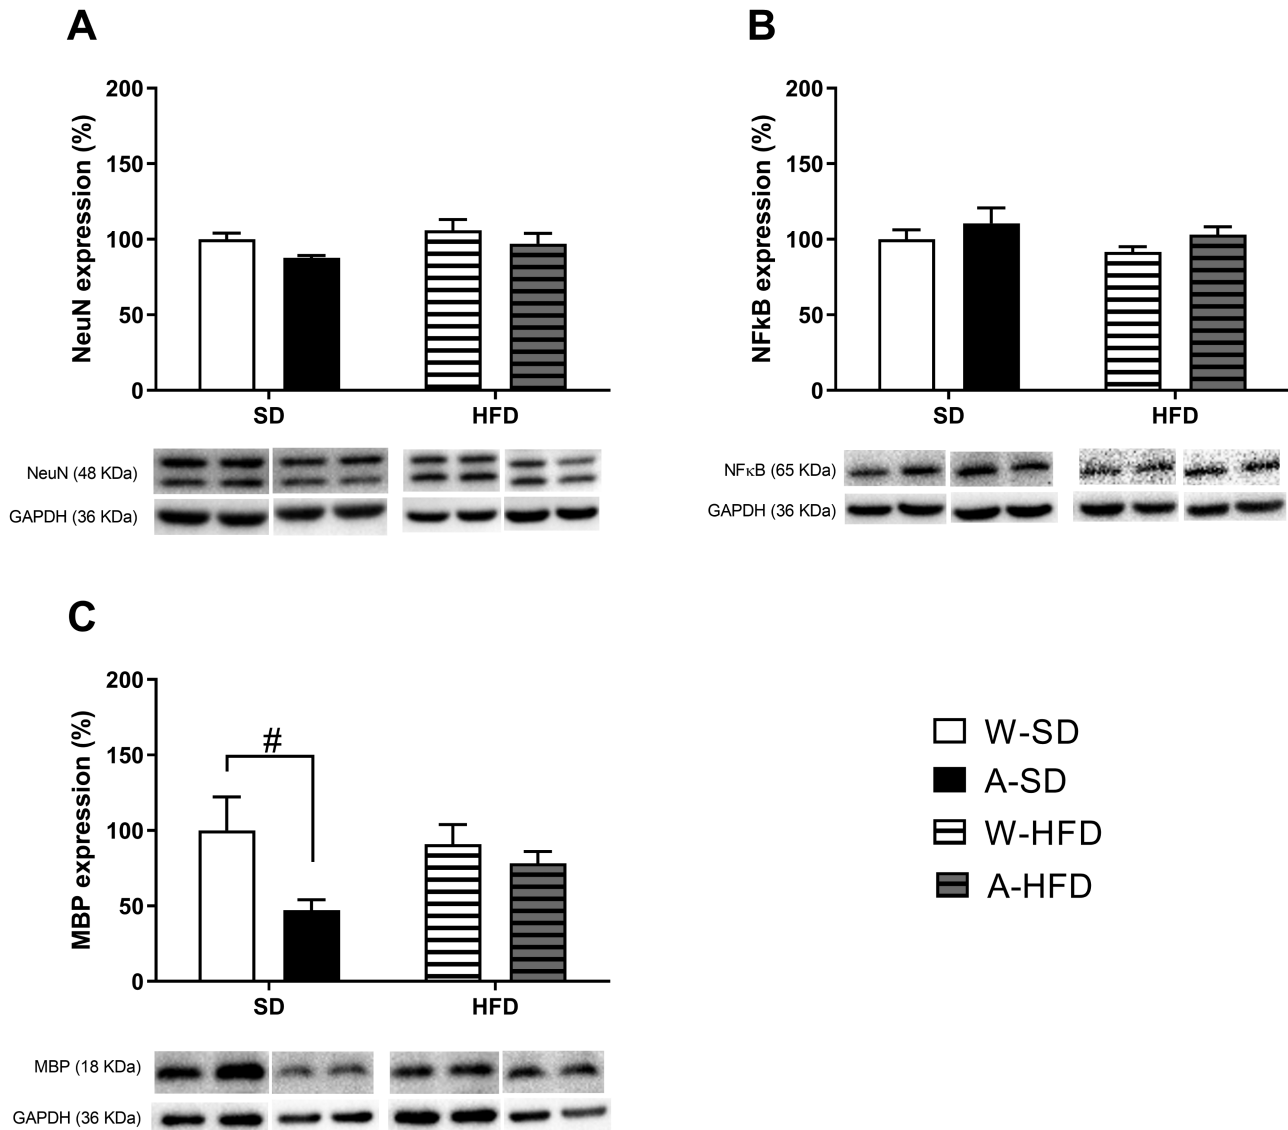 A
NeuN expression (%)
200
150
100
50
0
SD
HFD
NeuN (48 KDa)
GAPDH (36 KDa)
B
NFkB expression (%)
200
150
100
50
0
SD
HFD
NFκB (65 KDa)
GAPDH (36 KDa)
C
MBP expression (%)
200
150
100
50
0
#
SD
HFD
MBP (18 KDa)
GAPDH (36 KDa)
W-SD
A-SD
W-HFD
A-HFD